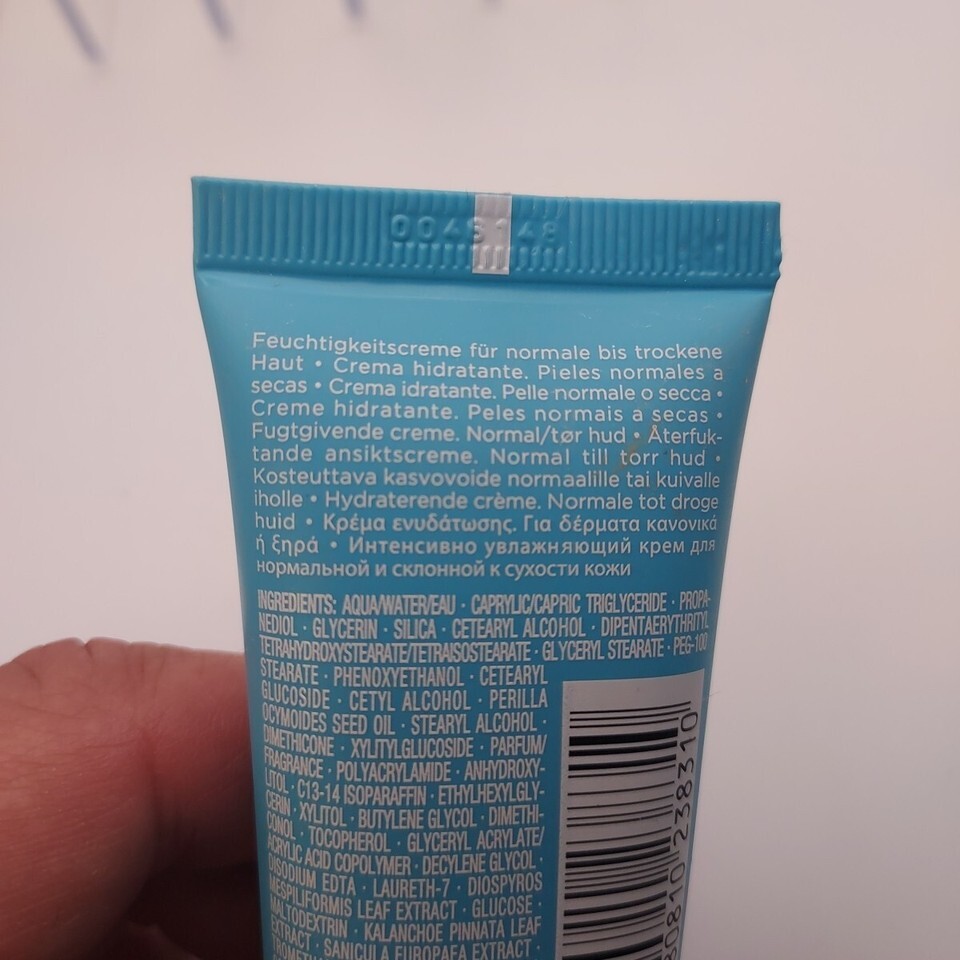 Feuchtigkeitscreme für normale bis trockene
Haut • Crema hidratante. Pieles normales a
secas • Crema idratante. Pelle normale o secca •
Creme hidratante. Peles normais a secas •
Fugtgivende creme. Normal/tør hud • Återfuk-
tande ansiktscreme. Normal till torr hud •
Kosteuttava kasvovoide normaalille tai kuivalle
iholle • Hydraterende crème. Normale tot droge
huid • Κρέμα ενυδάτωσης. Για δέρματα κανονικά
ή ξηρά • Интенсивно увлажняющий крем для
нормальной и склонной к сухости кожи
INGREDIENTS: AQUA/WATER/EAU · CAPRYLIC/CAPRIC TRIGLYCERIDE · PROPA-
NEDIOL · GLYCERIN · SILICA · CETEARYL ALCOHOL · DIPENTAERYTHRITYL
TETRAHYDROXYSTEARATE/TETRAISOSTEARATE · GLYCERYL STEARATE · PEG-100
STEARATE · PHENOXYETHANOL · CETEARYL
GLUCOSIDE · CETYL ALCOHOL · PERILLA
OCYMOIDES SEED OIL · STEARYL ALCOHOL ·
DIMETHICONE · XYLITYLGLUCOSIDE · PARFUM/
FRAGRANCE · POLYACRYLAMIDE · ANHYDROXY-
LITOL · C13-14 ISOPARAFFIN · ETHYLHEXYLGLY-
CERIN · XYLITOL · BUTYLENE GLYCOL · DIMETHI-
CONOL · TOCOPHEROL · GLYCERYL ACRYLATE/
ACRYLIC ACID COPOLYMER · DECYLENE GLYCOL ·
DISODIUM EDTA · LAURETH-7 · DIOSPYROS
MESPILIFORMIS LEAF EXTRACT · GLUCOSE ·
MALTODEXTRIN · KALANCHOE PINNATA LEAF
EXTRACT · SANICULA EUROPAEA EXTRACT ·
238310